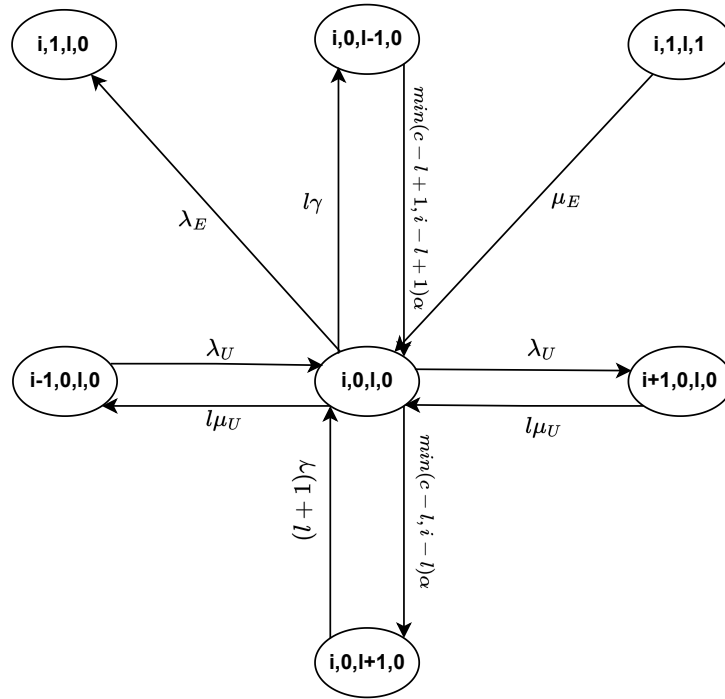 i,1,l,0
i,0,l-1,0
i,1,l,1
min(c − l + 1, i − l + 1)α
lγ
μ_E
λ_E
λ_U
λ_U
i-1,0,l,0
i,0,l,0
i+1,0,l,0
lμ_U
lμ_U
(l + 1)γ
min(c − l, i − l)α
i,0,l+1,0